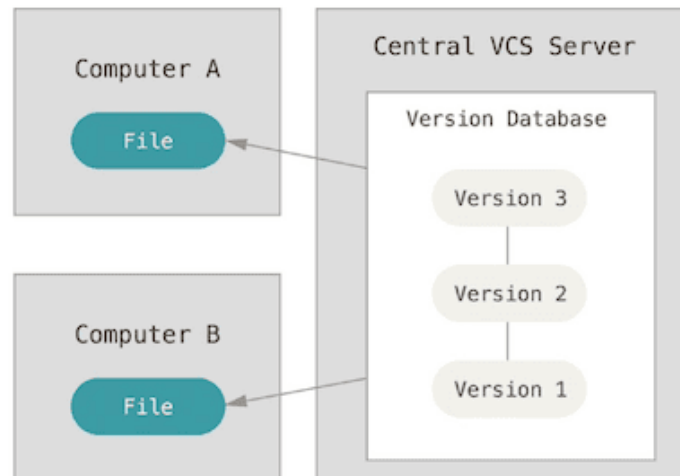 Computer A
File
Computer B
File
Central VCS Server
Version Database
Version 3
Version 2
Version 1